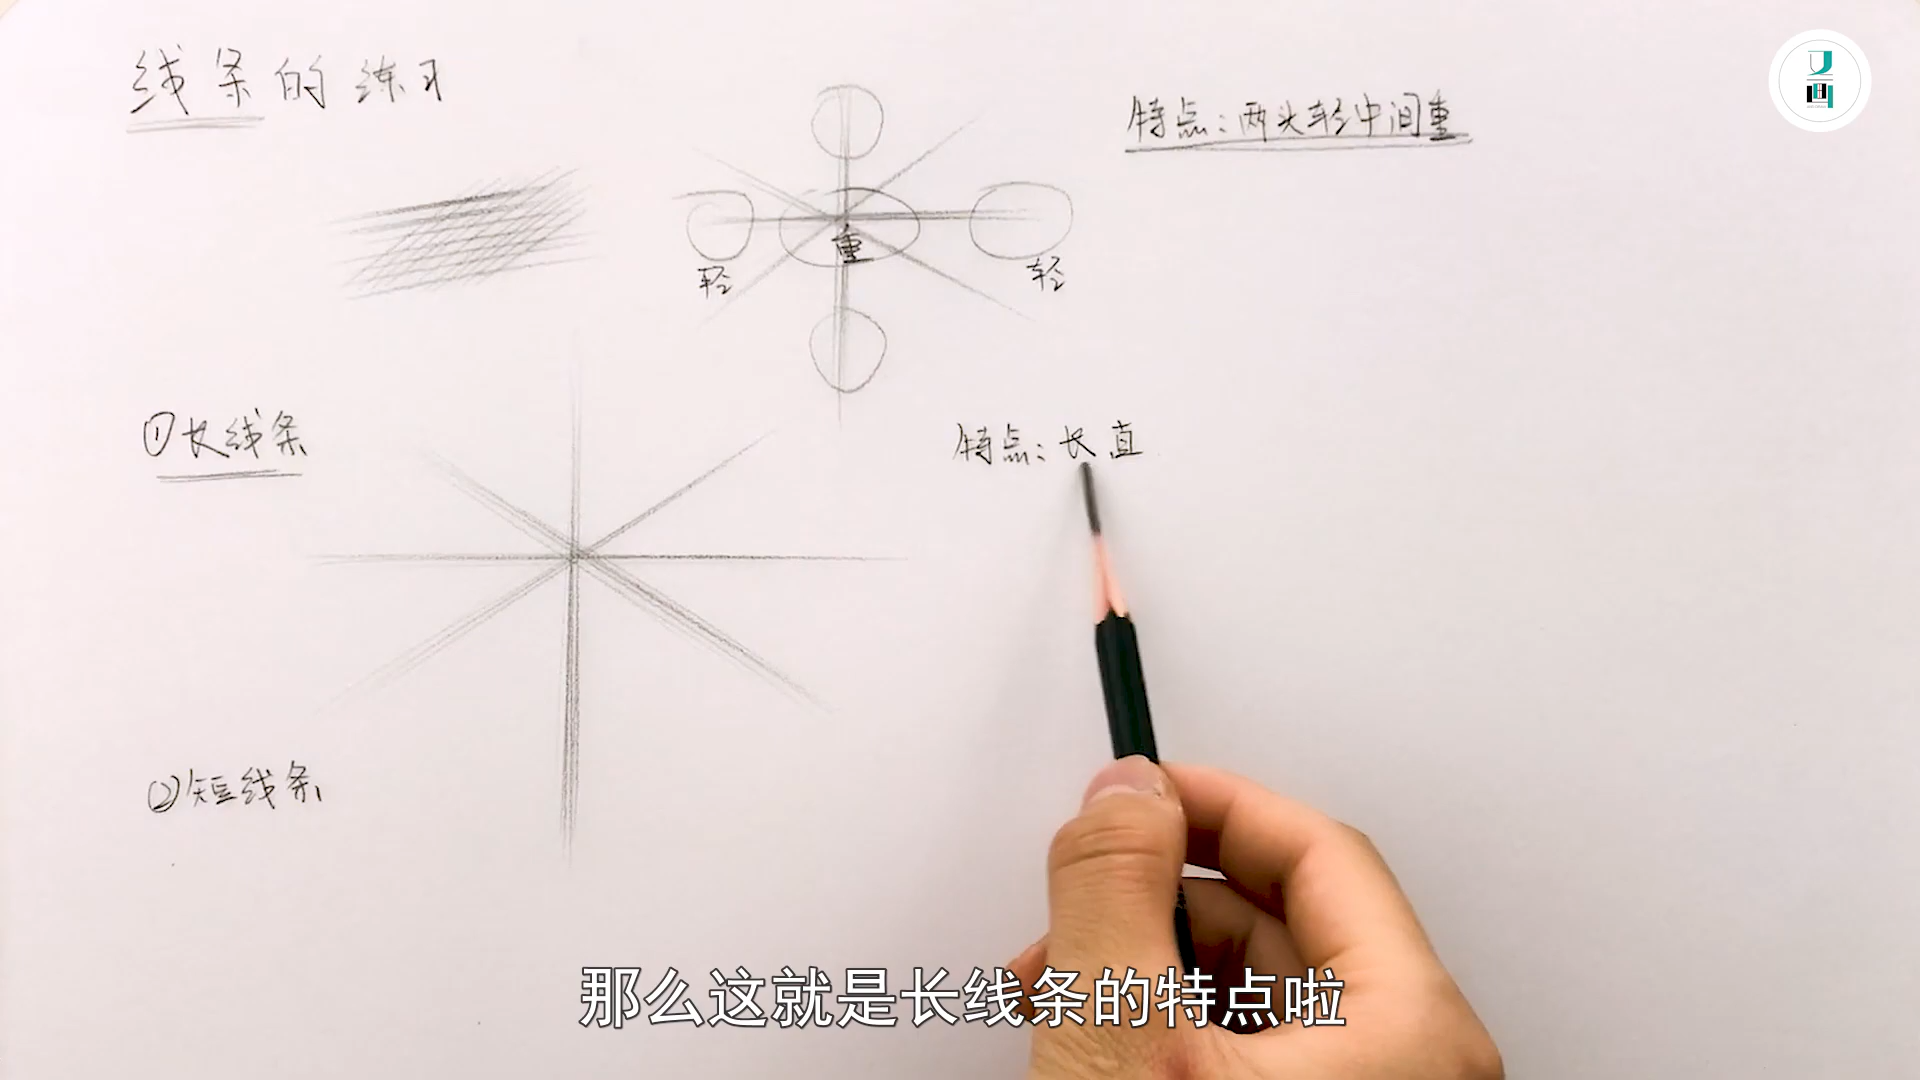 线条的练习
特点：两头轻中间重
重
轻
轻
①长线条
特点：长直
②短线条
那么这就是长线条的特点啦